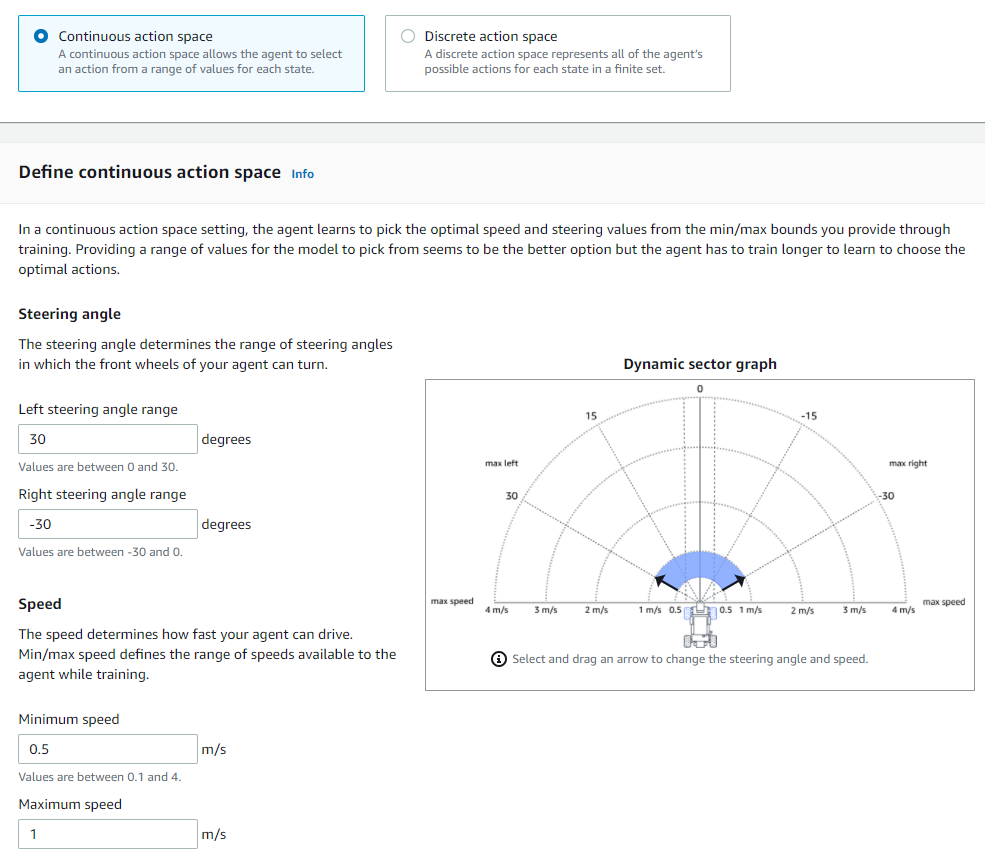 Continuous action space
A continuous action space allows the agent to select
an action from a range of values for each state.
Discrete action space
A discrete action space represents all of the agent's
possible actions for each state in a finite set.
Define continuous action space Info
In a continuous action space setting, the agent learns to pick the optimal speed and steering values from the min/max bounds you provide through
training. Providing a range of values for the model to pick from seems to be the better option but the agent has to train longer to learn to choose the
optimal actions.
Steering angle
The steering angle determines the range of steering angles
in which the front wheels of your agent can turn.
Left steering angle range
30 degrees
Values are between 0 and 30.
Right steering angle range
-30 degrees
Values are between -30 and 0.
Speed
The speed determines how fast your agent can drive.
Min/max speed defines the range of speeds available to the
agent while training.
Minimum speed
0.5 m/s
Values are between 0.1 and 4.
Maximum speed
1 m/s
Dynamic sector graph
0
15 -15
max left max right
30 -30
max speed 4 m/s 3 m/s 2 m/s 1 m/s 0.5 0.5 1 m/s 2 m/s 3 m/s 4 m/s max speed
Select and drag an arrow to change the steering angle and speed.